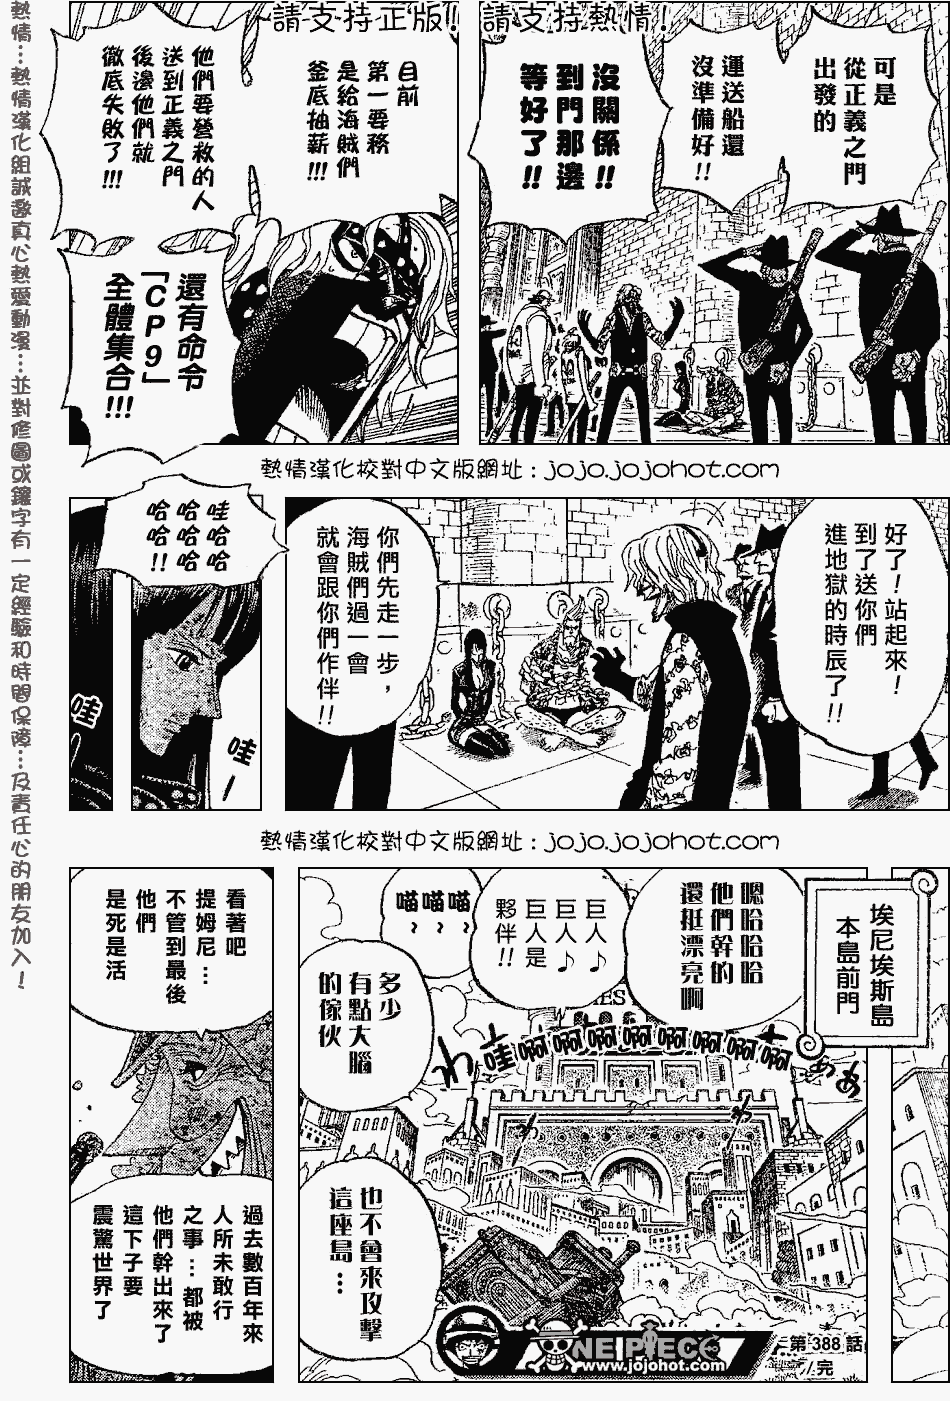 請支持熱情!
請支持正版!
可是
從正義之門
出發的
運送船還
沒準備好!!
沒關係!!
到門那邊
等好了!!
目前
第一要務
是給海賊們
釜底抽薪!!!
他們要營救的人
送到正義之門
後邊他們就
徹底失敗了!!!
還有命令
「CP9」
全體集合!!!
熱情漢化校對中文版網址：jojo.jojohot.com
好了!站起來!
到了送你們
進地獄的時辰了!!
你們先走一步,
海賊們過一會
就會跟你們作伴!!
哇哈哈
哈哈哈
哈哈!!
哇
哇
熱情漢化校對中文版網址：jojo.jojohot.com
埃尼埃斯島
本島前門
嗯哈哈哈
他們幹的
還挺漂亮啊
巨人♪
巨人♪
巨人是
夥伴!!
喵
喵
喵~
多少
有點大腦
的傢伙
わ
哇啊啊啊啊啊啊啊啊
ぁぁ
也不會來攻擊
這座島…
看著吧
提姆尼…
不管到最後
他們
是死是活
過去數百年來
人所未敢行
之事…都被
他們幹出來了
這下子要
震驚世界了
ONE PIECE
www.jojohot.com
第388話
完
熱情…熱情漢化組誠邀真心熱愛動漫…並對修圖或鑲字有一定經驗和時間保障…及責任心的朋友加入!